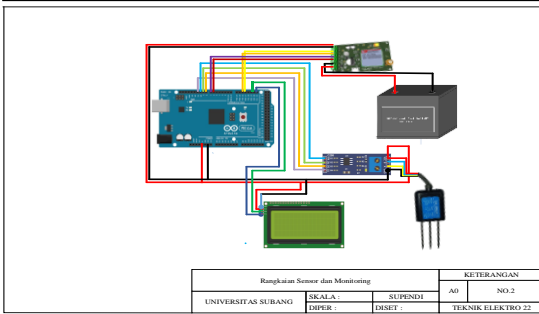 Rangkaian Sensor dan Monitoring
KETERANGAN
A0
NO.2
UNIVERSITAS SUBANG
SKALA :
SUPENDI
DIPER :
DISET :
TEKNIK ELEKTRO 22